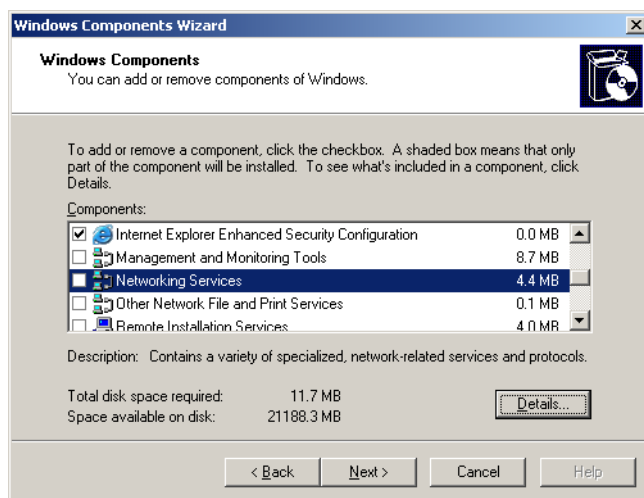 Windows Components Wizard
Windows Components
You can add or remove components of Windows.
To add or remove a component, click the checkbox. A shaded box means that only
part of the component will be installed. To see what's included in a component, click
Details.
Components:
Internet Explorer Enhanced Security Configuration 0.0 MB
Management and Monitoring Tools 8.7 MB
Networking Services 4.4 MB
Other Network File and Print Services 0.1 MB
Remote Installation Services 4.0 MB
Description: Contains a variety of specialized, network-related services and protocols.
Total disk space required: 11.7 MB
Space available on disk: 21188.3 MB
Details...
< Back Next > Cancel Help